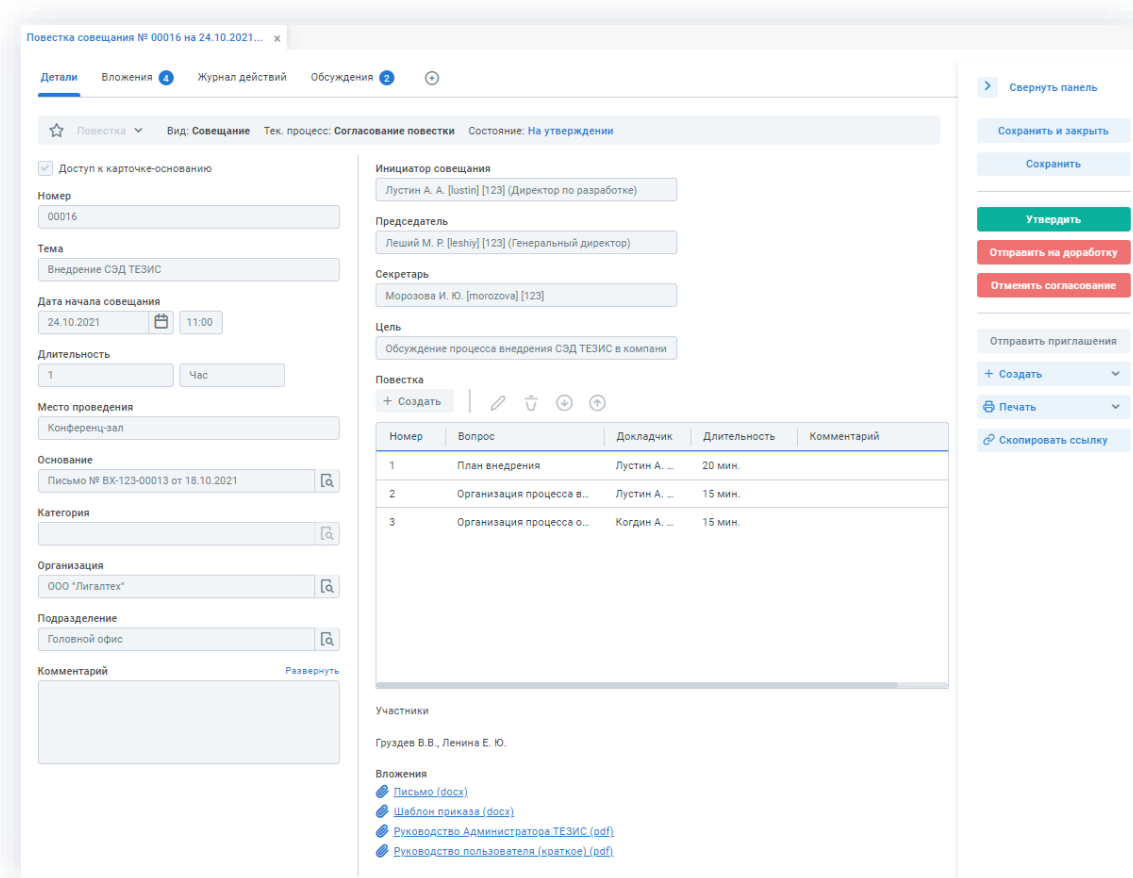 Повестка совещания № 00016 на 24.10.2021... x
Детали Вложения 4 Журнал действий Обсуждения 2
Повестка Вид: Совещание Тек. процесс: Согласование повестки Состояние: На утверждении
Доступ к карточке-основанию
Номер
00016
Тема
Внедрение СЭД ТЕЗИС
Дата начала совещания
24.10.2021 11:00
Длительность
1 Час
Место проведения
Конференц-зал
Основание
Письмо № ВХ-123-00013 от 18.10.2021
Категория
Организация
ООО "Лигалтех"
Подразделение
Головной офис
Комментарий Развернуть
Инициатор совещания
Лустин А. А. [lustin] [123] (Директор по разработке)
Председатель
Леший М. Р. [leshiy] [123] (Генеральный директор)
Секретарь
Морозова И. Ю. [morozova] [123]
Цель
Обсуждение процесса внедрения СЭД ТЕЗИС в компани
Повестка
+ Создать
Номер Вопрос Докладчик Длительность Комментарий
1 План внедрения Лустин А. ... 20 мин.
2 Организация процесса в... Лустин А. ... 15 мин.
3 Организация процесса о... Когдин А. ... 15 мин.
Участники
Груздев В.В., Ленина Е. Ю.
Вложения
Письмо (docx)
Шаблон приказа (docx)
Руководство Администратора ТЕЗИС (pdf)
Руководство пользователя (краткое) (pdf)
Свернуть панель
Сохранить и закрыть
Сохранить
Утвердить
Отправить на доработку
Отменить согласование
Отправить приглашения
+ Создать
Печать
Скопировать ссылку